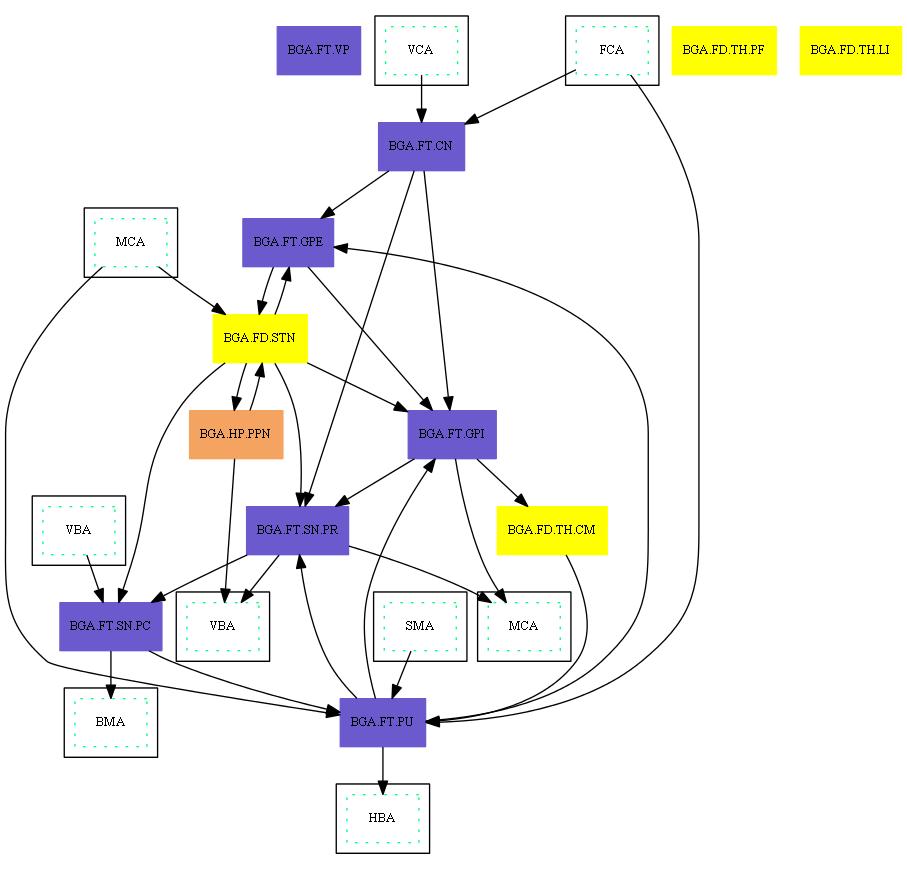 BGA.FT.VP
VCA
FCA
BGA.FD.TH.PF
BGA.FD.TH.LI
BGA.FT.CN
MCA
BGA.FT.GPE
BGA.FD.STN
BGA.HP.PPN
BGA.FT.GPI
VBA
BGA.FT.SN.PR
BGA.FD.TH.CM
BGA.FT.SN.PC
VBA
SMA
MCA
BMA
BGA.FT.PU
HBA